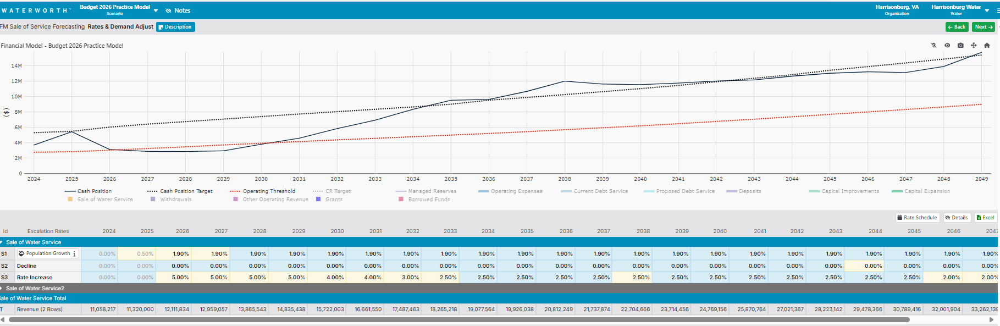 WATERWORTH™ Budget 2026 Practice Model Notes Harrisonburg, VA Harrisonburg Water
Scenario Organization Water
FM Sale of Service Forecasting Rates & Demand Adjust Description Back Next
Financial Model - Budget 2026 Practice Model
14M
12M
10M
8M
6M
4M
2M
0
($)
2024 2025 2026 2027 2028 2029 2030 2031 2032 2033 2034 2035 2036 2037 2038 2039 2040 2041 2042 2043 2044 2045 2046 2047 2048 2049
Cash Position Cash Position Target Operating Threshold CR Target Managed Reserves Operating Expenses Current Debt Service Proposed Debt Service Deposits Capital Improvements Capital Expansion
Sale of Water Service Withdrawals Other Operating Revenue Grants Borrowed Funds
Rate Schedule Details Excel
Id Escalation Rates 2024 2025 2026 2027 2028 2029 2030 2031 2032 2033 2034 2035 2036 2037 2038 2039 2040 2041 2042 2043 2044 2045 2046 2047
Sale of Water Service
S1 Population Growth i 0.00% 0.50% 1.90% 1.90% 1.90% 1.90% 1.90% 1.90% 1.90% 1.90% 1.90% 1.90% 1.90% 1.90% 1.90% 1.90% 1.90% 1.90% 1.90% 1.90% 1.90% 1.90% 1.90% 1.90%
S2 Decline 0.00% 0.00% 0.00% 0.00% 0.00% 0.00% 0.00% 0.00% 0.00% 0.00% 0.00% 0.00% 0.00% 0.00% 0.00% 0.00% 0.00% 0.00% 0.00% 0.00% 0.00% 0.00% 0.00% 0.00%
S3 Rate Increase 0.00% 0.00% 5.00% 5.00% 5.00% 5.00% 4.00% 4.00% 3.00% 2.50% 2.50% 2.50% 2.50% 2.50% 2.50% 2.50% 2.50% 2.50% 2.50% 2.50% 2.50% 2.50% 2.00% 2.00%
Sale of Water Service2
Sale of Water Service Total
T Revenue (2 Rows) 11,058,217 11,320,000 12,111,834 12,959,057 13,865,543 14,835,438 15,722,003 16,661,550 17,487,463 18,265,218 19,077,564 19,926,038 20,812,249 21,737,874 22,704,666 23,714,456 24,769,156 25,870,764 27,021,367 28,223,142 29,478,366 30,789,416 32,001,904 33,262,139